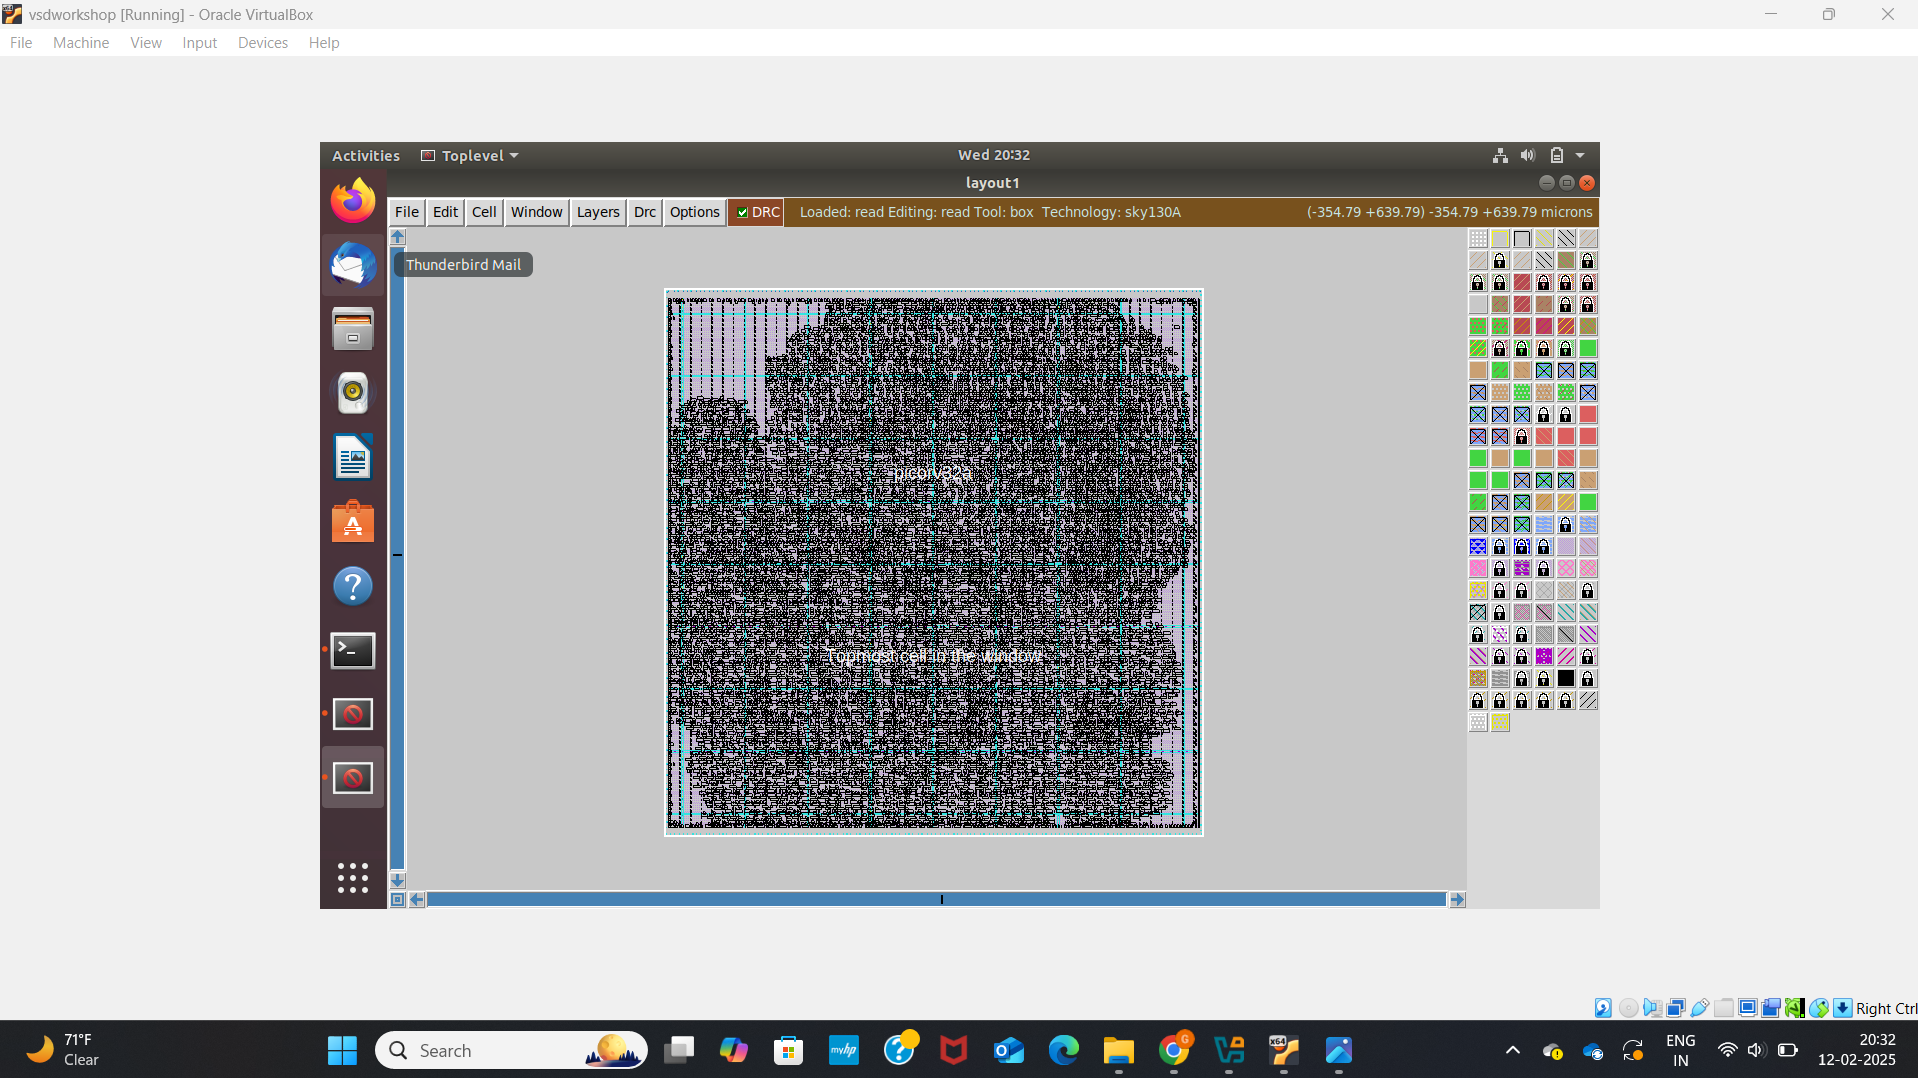 vsdworkshop [Running] - Oracle VirtualBox
File Machine View Input Devices Help
Activities Toplevel Wed 20:32
layout1
File Edit Cell Window Layers Drc Options DRC Loaded: read Editing: read Tool: box Technology: sky130A (-354.79 +639.79) -354.79 +639.79 microns
Thunderbird Mail
picorv32a
Topmost cell in the window
Right Ctrl
71°F
Clear
Search
myhp
G
x64
ENG
IN
20:32
12-02-2025